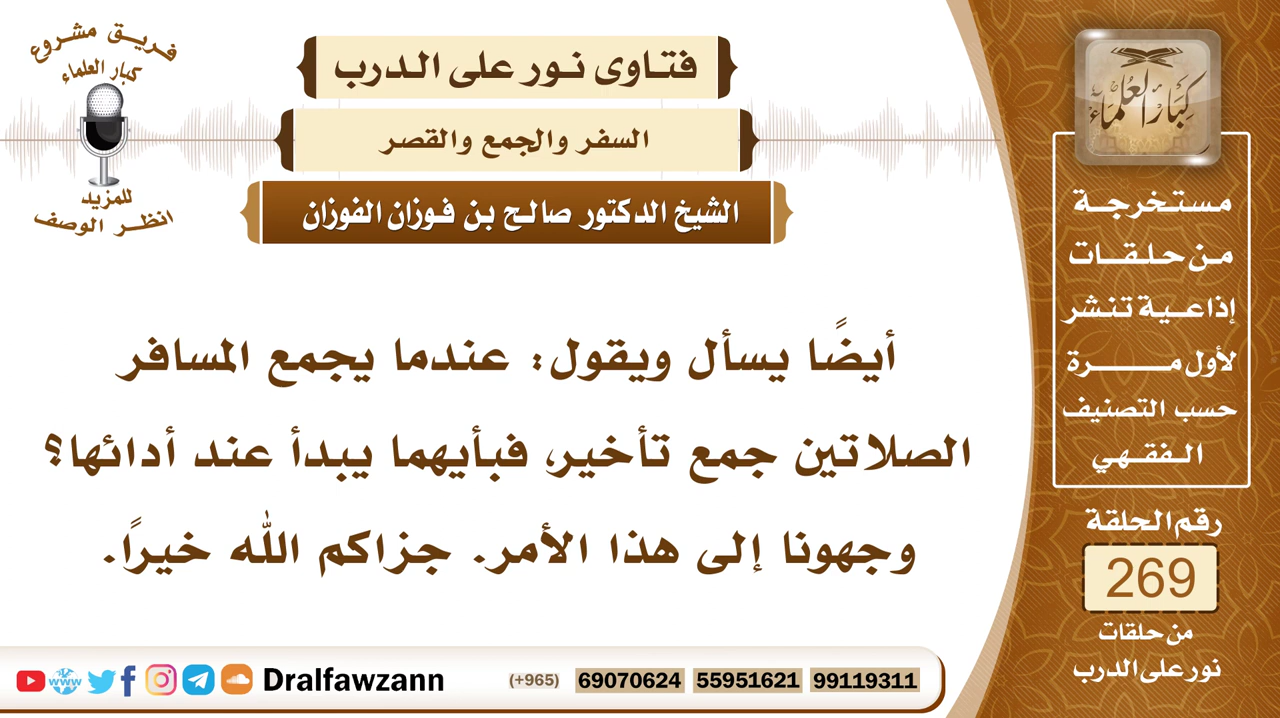 فريق مشروع
كبار العلماء
للمزيد
انظر الوصف
فتاوى نور على الدرب
السفر والجمع والقصر
الشيخ الدكتور صالح بن فوزان الفوزان
أيضًا يسأل ويقول: عندما يجمع المسافر
الصلاتين جمع تأخير، فبأيهما يبدأ عند أدائها؟
وجهونا إلى هذا الأمر. جزاكم الله خيرًا.
كبار العلماء
مستخرجة
من حلقات
إذاعية تنشر
لأول مرة
حسب التصنيف
الفقهي
رقم الحلقة
269
من حلقات
نور على الدرب
www Dralfawzann (+965) 69070624 55951621 99119311